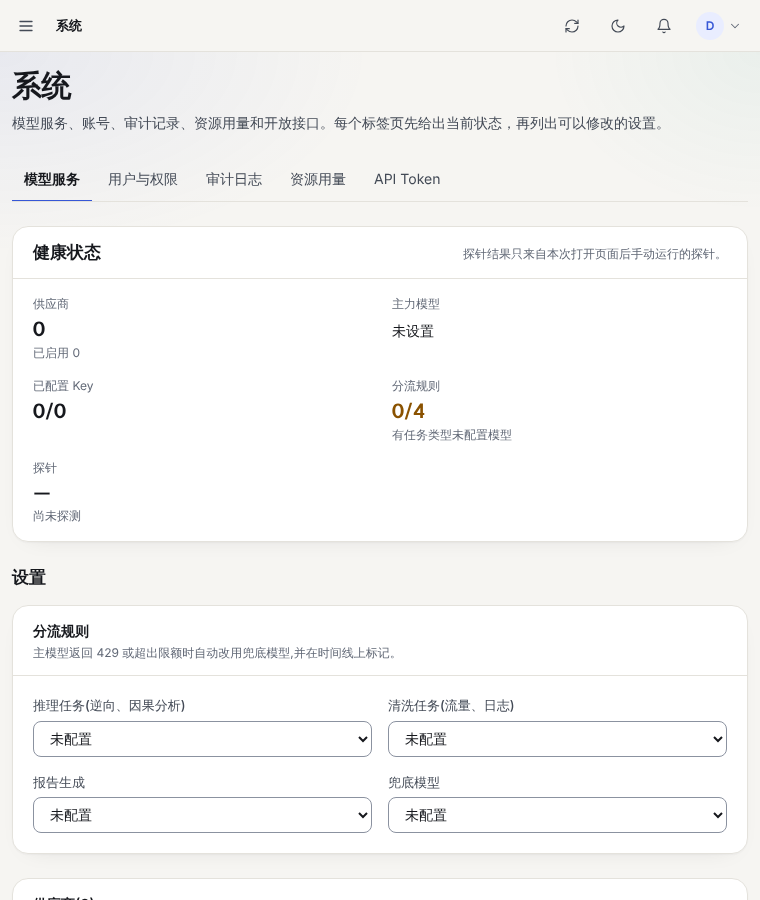 系统
D
系统
模型服务、账号、审计记录、资源用量和开放接口。每个标签页先给出当前状态，再列出可以修改的设置。
模型服务 用户与权限 审计日志 资源用量 API Token
健康状态
探针结果只来自本次打开页面后手动运行的探针。
供应商
0
已启用 0
主力模型
未设置
已配置 Key
0/0
分流规则
0/4
有任务类型未配置模型
探针
—
尚未探测
设置
分流规则
主模型返回 429 或超出限额时自动改用兜底模型,并在时间线上标记。
推理任务(逆向、因果分析)
未配置
清洗任务(流量、日志)
未配置
报告生成
未配置
兜底模型
未配置